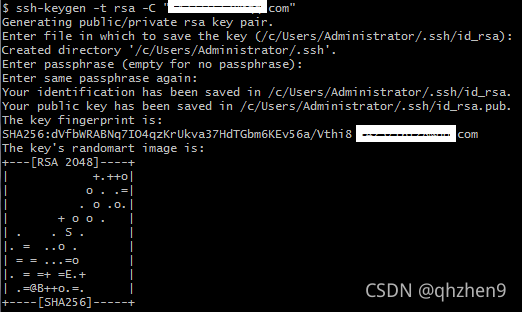 $ ssh-keygen -t rsa -C " .com"
Generating public/private rsa key pair.
Enter file in which to save the key (/c/Users/Administrator/.ssh/id_rsa):
Created directory '/c/Users/Administrator/.ssh'.
Enter passphrase (empty for no passphrase):
Enter same passphrase again:
Your identification has been saved in /c/Users/Administrator/.ssh/id_rsa.
Your public key has been saved in /c/Users/Administrator/.ssh/id_rsa.pub.
The key fingerprint is:
SHA256:dVfbWRABNq7IO4qzKrUkva37HdTGbm6KEv56a/Vthi8 .com
The key's randomart image is:
+---[RSA 2048]----+
|           +.++o|
|          o . .=|
|         . o .o.|
|       + o o .   |
| .    . S .      |
|. =  ..o .       |
| = = ...=o       |
|. = =+ =E.+      |
| .=@B++o.=.      |
+----[SHA256]-----+
CSDN @qhzhen9